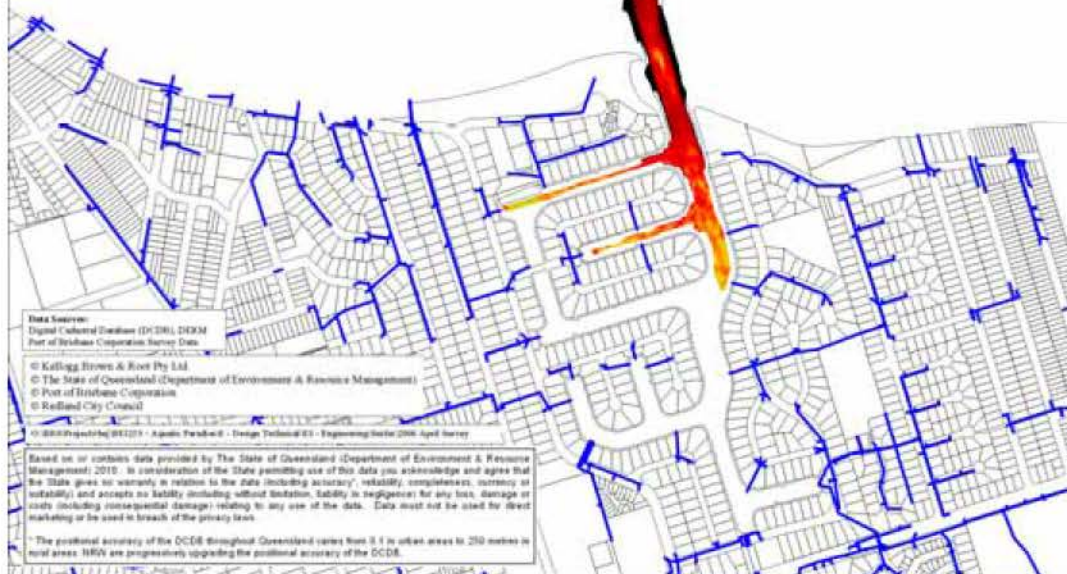 Data Sources:
Digital Cadastral Database (DCDB), DERM
Port of Brisbane Corporation Survey Data
© Kellogg Brown & Root Pty Ltd
© The State of Queensland (Department of Environment & Resource Management)
© Port of Brisbane Corporation
© Redland City Council
Aquatic Paradise - Design Technical - Engineering 2006 April Survey
Based on or contains data provided by The State of Queensland (Department of Environment & Resource
Management) 2010. In consideration of the State permitting use of this data you acknowledge and agree that
the State gives no warranty in relation to the data (including accuracy*, reliability, completeness, currency or
suitability) and accepts no liability (including without limitation, liability in negligence) for any loss, damage or
costs (including consequential damage) relating to any use of the data. Data must not be used for direct
marketing or be used in breach of the privacy laws.
* The positional accuracy of the DCDB throughout Queensland varies from 0.1 in urban areas to 250 metres in
rural areas. NRW are progressively upgrading the positional accuracy of the DCDB.